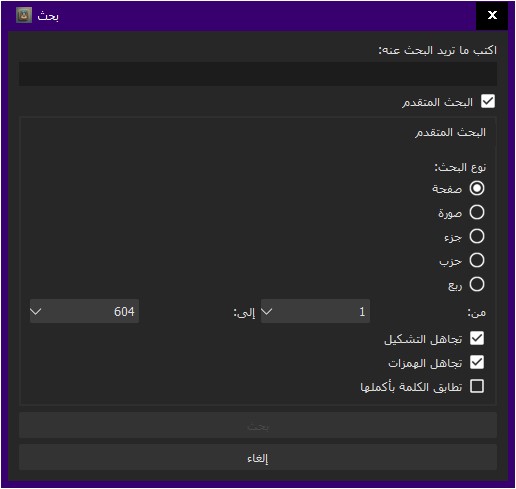 بحث
اكتب ما تريد البحث عنه:
البحث المتقدم
البحث المتقدم
نوع البحث:
صفحة
صورة
جزء
حزب
ربع
من: 1 إلى: 604
تجاهل التشكيل
تجاهل الهمزات
تطابق الكلمة بأكملها
بحث
إلغاء